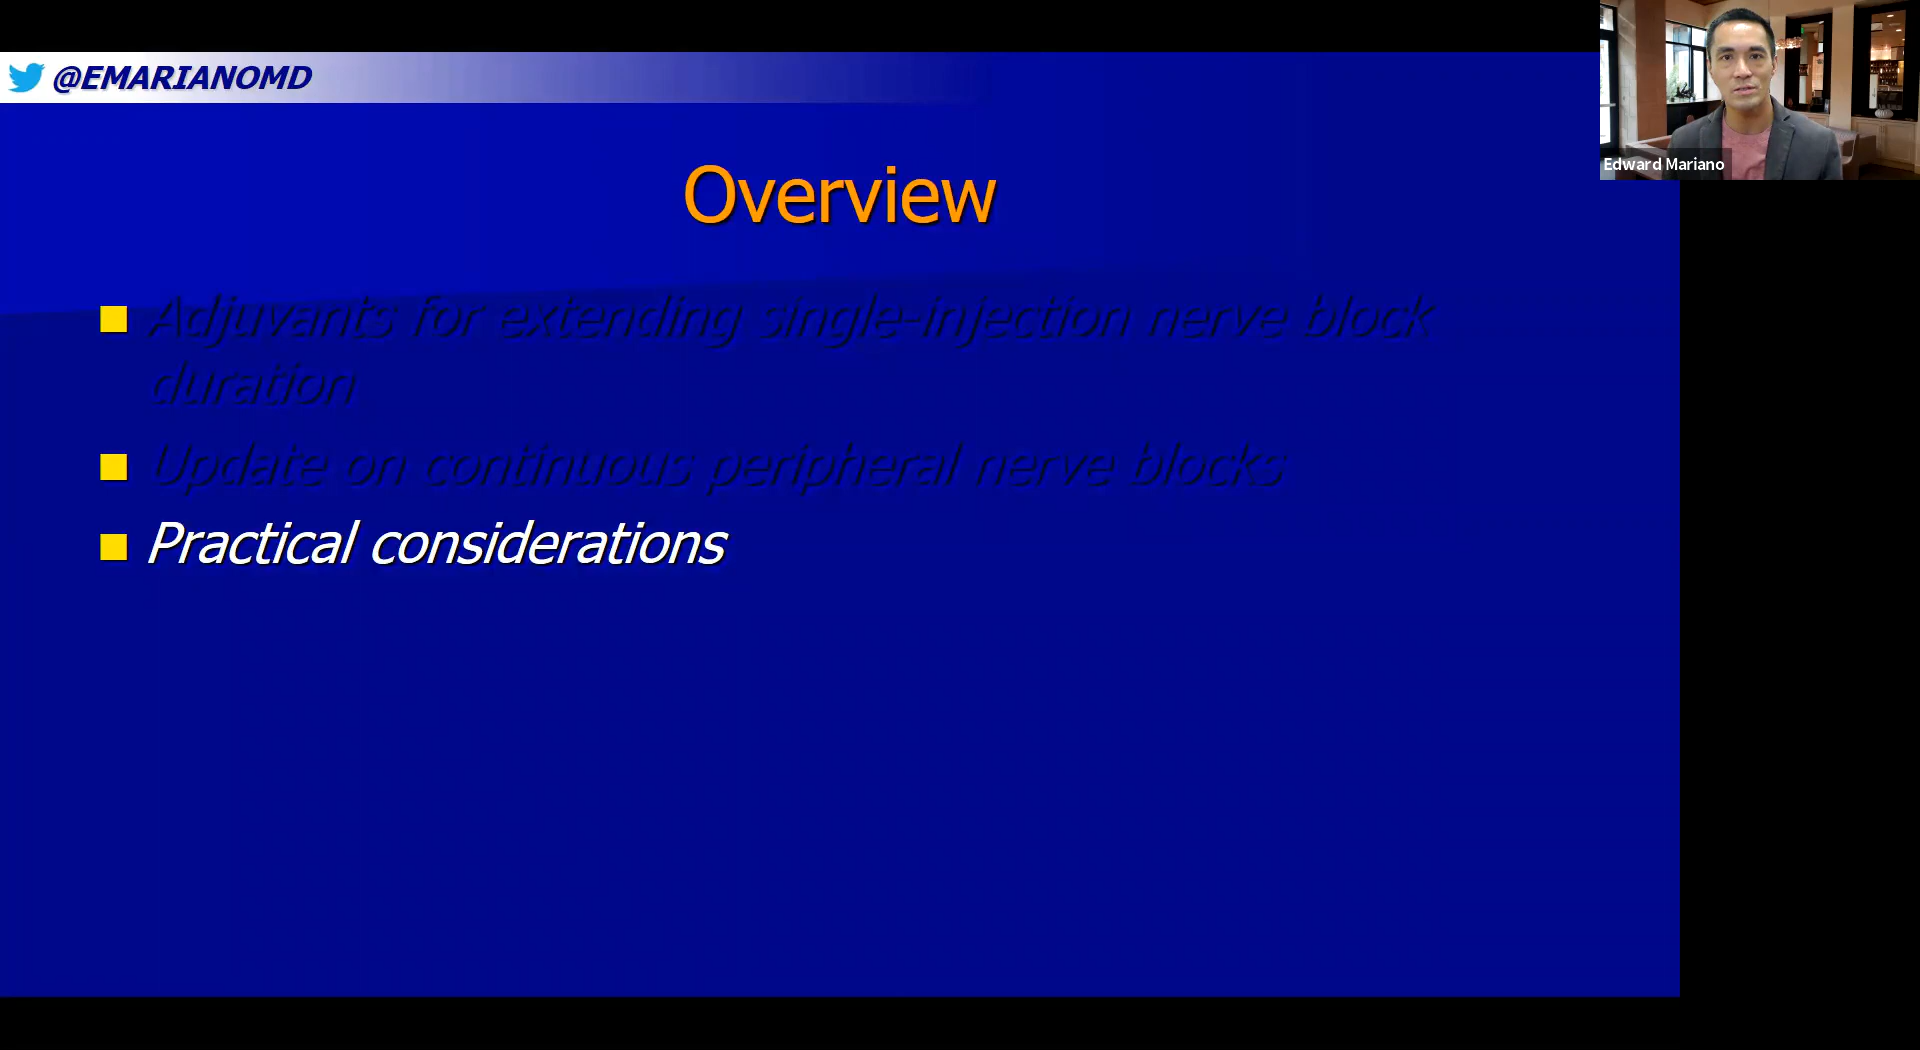 @EMARIANOMD
Edward Mariano
Overview
Adjuvants for extending single-injection nerve block
duration
Update on continuous peripheral nerve blocks
Practical considerations